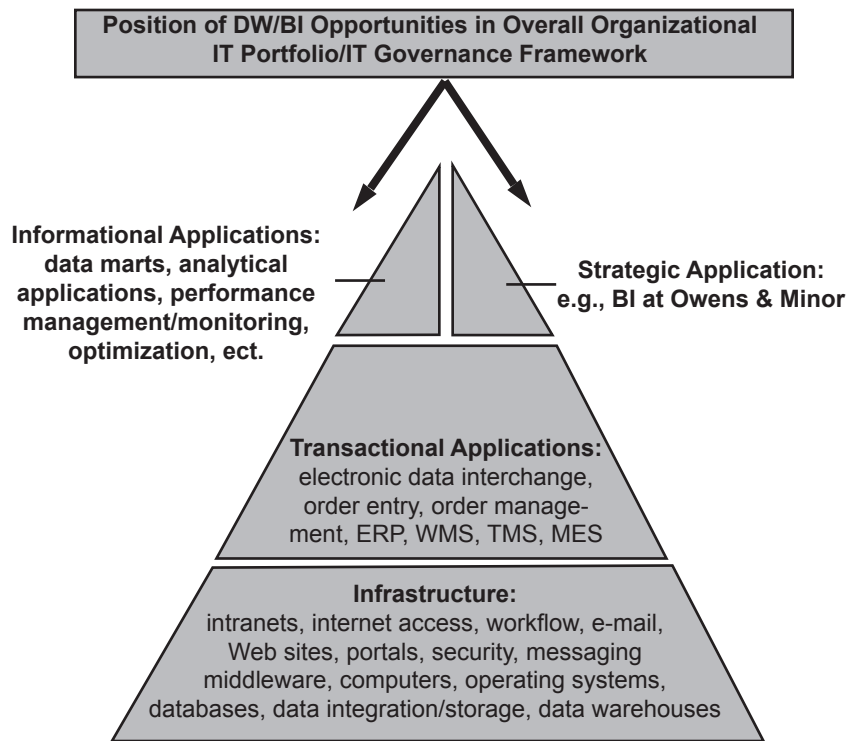 Position of DW/BI Opportunities in Overall Organizational
IT Portfolio/IT Governance Framework
Informational Applications:
data marts, analytical
applications, performance
management/monitoring,
optimization, ect.
Strategic Application:
e.g., BI at Owens & Minor
Transactional Applications:
electronic data interchange,
order entry, order manage-
ment, ERP, WMS, TMS, MES
Infrastructure:
intranets, internet access, workflow, e-mail,
Web sites, portals, security, messaging
middleware, computers, operating systems,
databases, data integration/storage, data warehouses